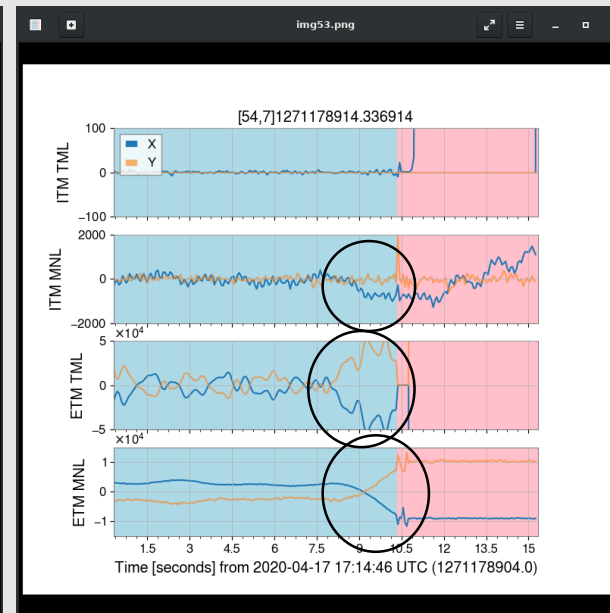 img53.png
[54,7]1271178914.336914
ITM TML
100
0
−100
X
Y
ITM MNL
2000
0
−2000
×10⁴
ETM TML
5
0
−5
×10⁴
ETM MNL
1
0
−1
1.5 3 4.5 6 7.5 9 10.5 12 13.5 15
Time [seconds] from 2020-04-17 17:14:46 UTC (1271178904.0)